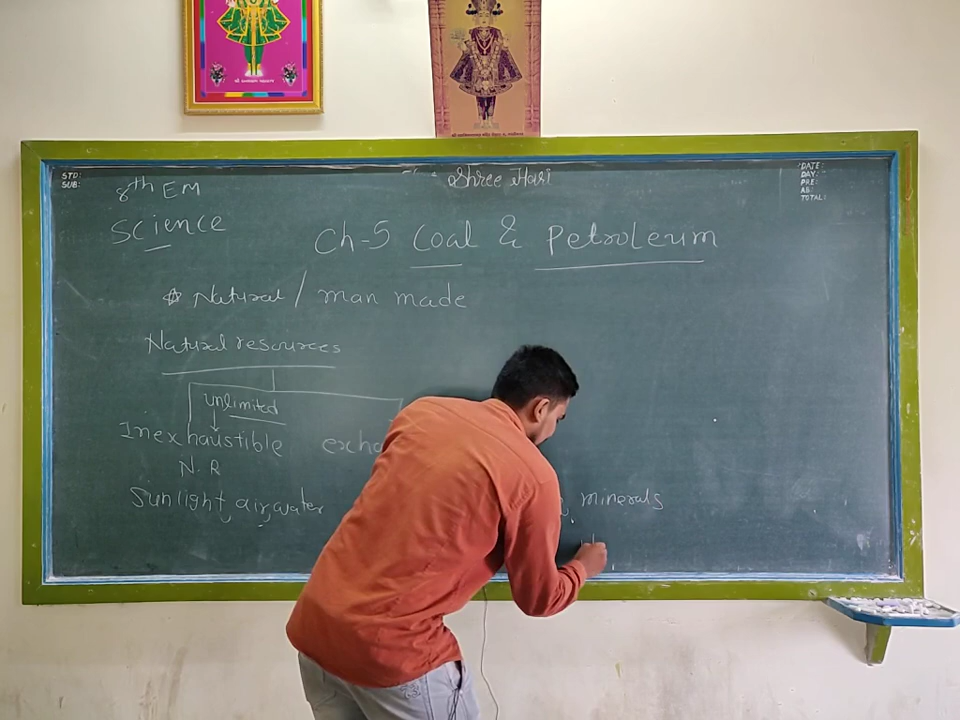 STD:
SUB:
8th EM
Science
Shree Hari
DATE:
DAY:
PRE:
AB:
TOTAL:
Ch-5 Coal & Petroleum
Natural / man made
Natural resources
unlimited
Inexhaustible exha
N.R
Sunlight, air, water
minerals